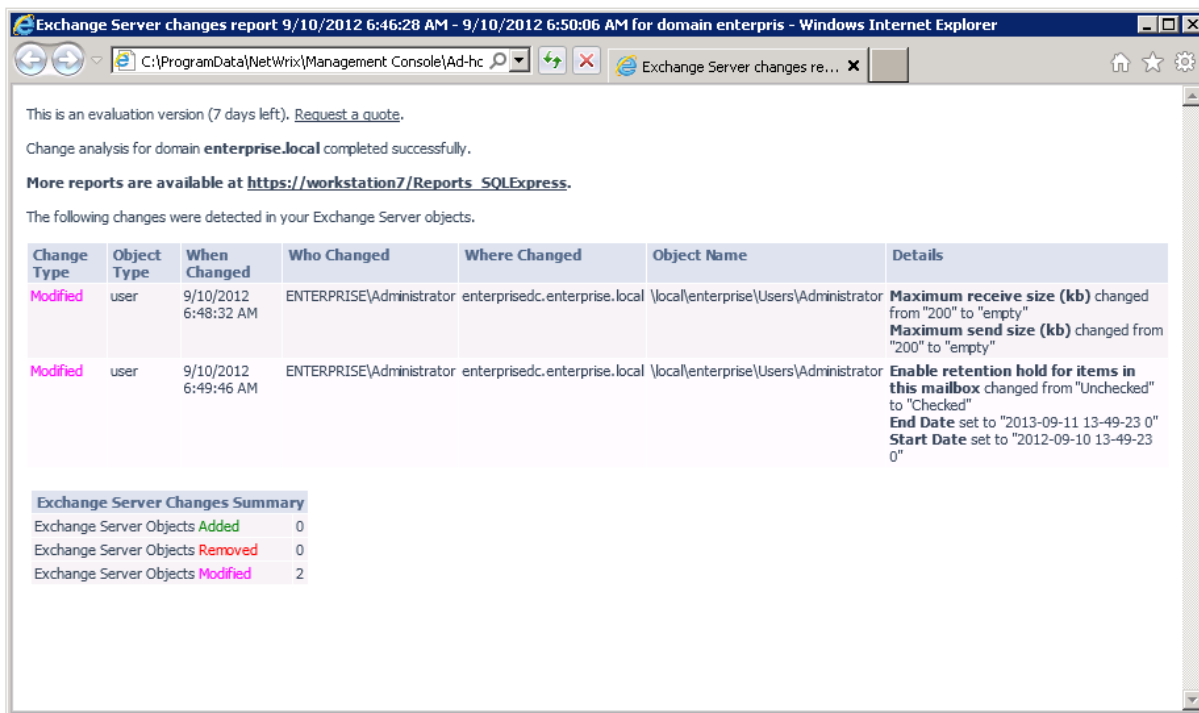 Exchange Server changes report 9/10/2012 6:46:28 AM - 9/10/2012 6:50:06 AM for domain enterpris - Windows Internet Explorer
C:\ProgramData\NetWrix\Management Console\Ad-hc
Exchange Server changes re...
This is an evaluation version (7 days left). Request a quote.
Change analysis for domain enterprise.local completed successfully.
More reports are available at https://workstation7/Reports_SQLExpress.
The following changes were detected in your Exchange Server objects.
Change Object When Who Changed Where Changed Object Name Details
Type Type Changed
Modified user 9/10/2012 ENTERPRISE\Administrator enterprisedc.enterprise.local \local\enterprise\Users\Administrator Maximum receive size (kb) changed
6:48:32 AM from "200" to "empty"
Maximum send size (kb) changed from
"200" to "empty"
Modified user 9/10/2012 ENTERPRISE\Administrator enterprisedc.enterprise.local \local\enterprise\Users\Administrator Enable retention hold for items in
6:49:46 AM this mailbox changed from "Unchecked"
to "Checked"
End Date set to "2013-09-11 13-49-23 0"
Start Date set to "2012-09-10 13-49-23
0"
Exchange Server Changes Summary
Exchange Server Objects Added 0
Exchange Server Objects Removed 0
Exchange Server Objects Modified 2